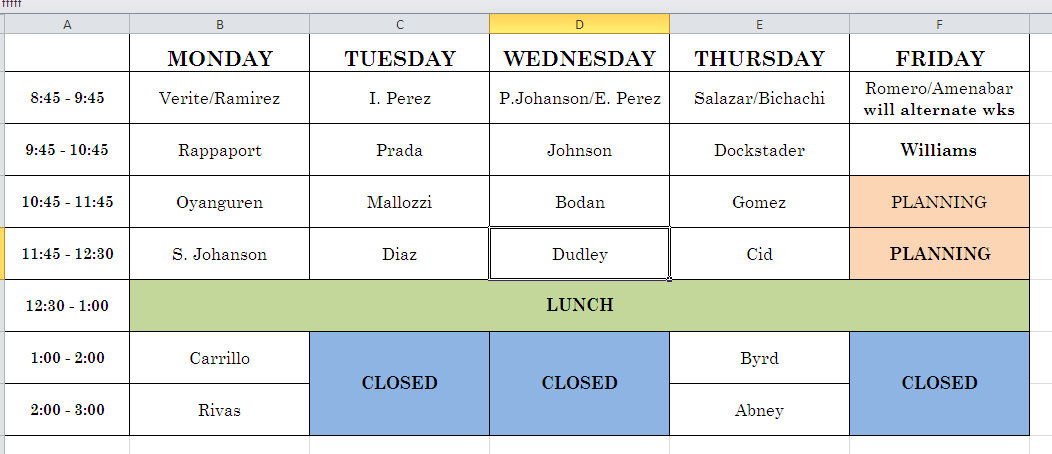 A B C D E F
MONDAY TUESDAY WEDNESDAY THURSDAY FRIDAY
8:45 - 9:45 Verite/Ramirez I. Perez P.Johanson/E. Perez Salazar/Bichachi Romero/Amenabar
will alternate wks
9:45 - 10:45 Rappaport Prada Johnson Dockstader Williams
10:45 - 11:45 Oyanguren Mallozzi Bodan Gomez PLANNING
11:45 - 12:30 S. Johanson Diaz Dudley Cid PLANNING
12:30 - 1:00 LUNCH
1:00 - 2:00 Carrillo Byrd
CLOSED CLOSED CLOSED
2:00 - 3:00 Rivas Abney